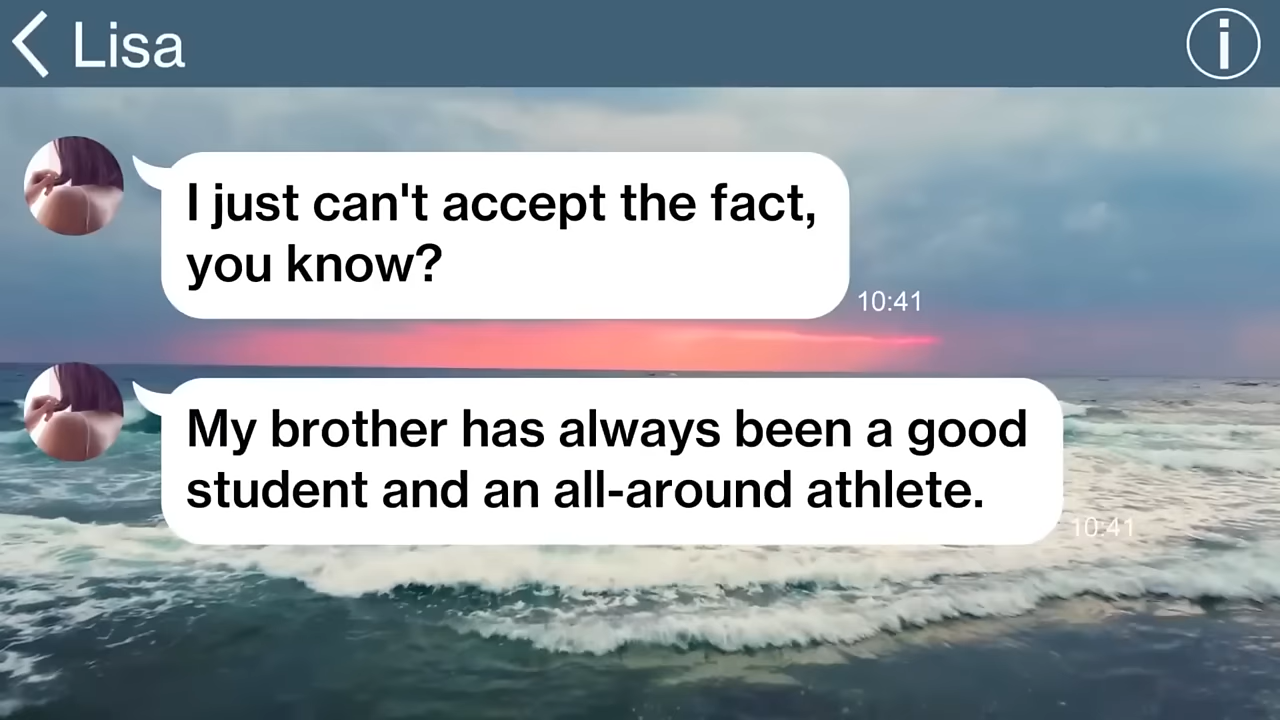 Lisa
I just can't accept the fact,
you know?
10:41
My brother has always been a good
student and an all-around athlete.
10:41